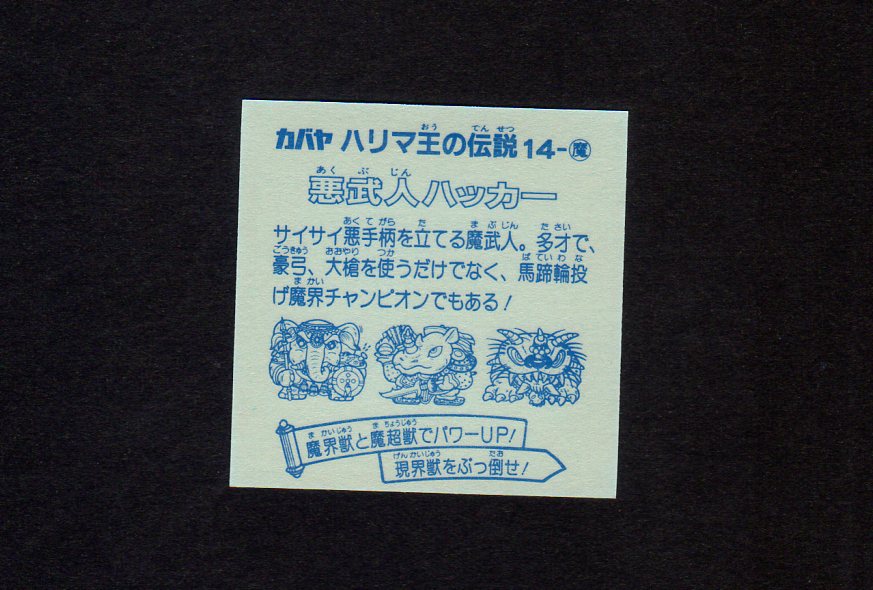 カバヤ ハリマ王の伝説 14-魔
悪武人ハッカー
サイサイ悪手柄を立てる魔武人。多才で、
豪弓、大槍を使うだけでなく、馬蹄輪投
げ魔界チャンピオンでもある!
魔界獣と魔超獣でパワーUP!
現界獣をぶっ倒せ!